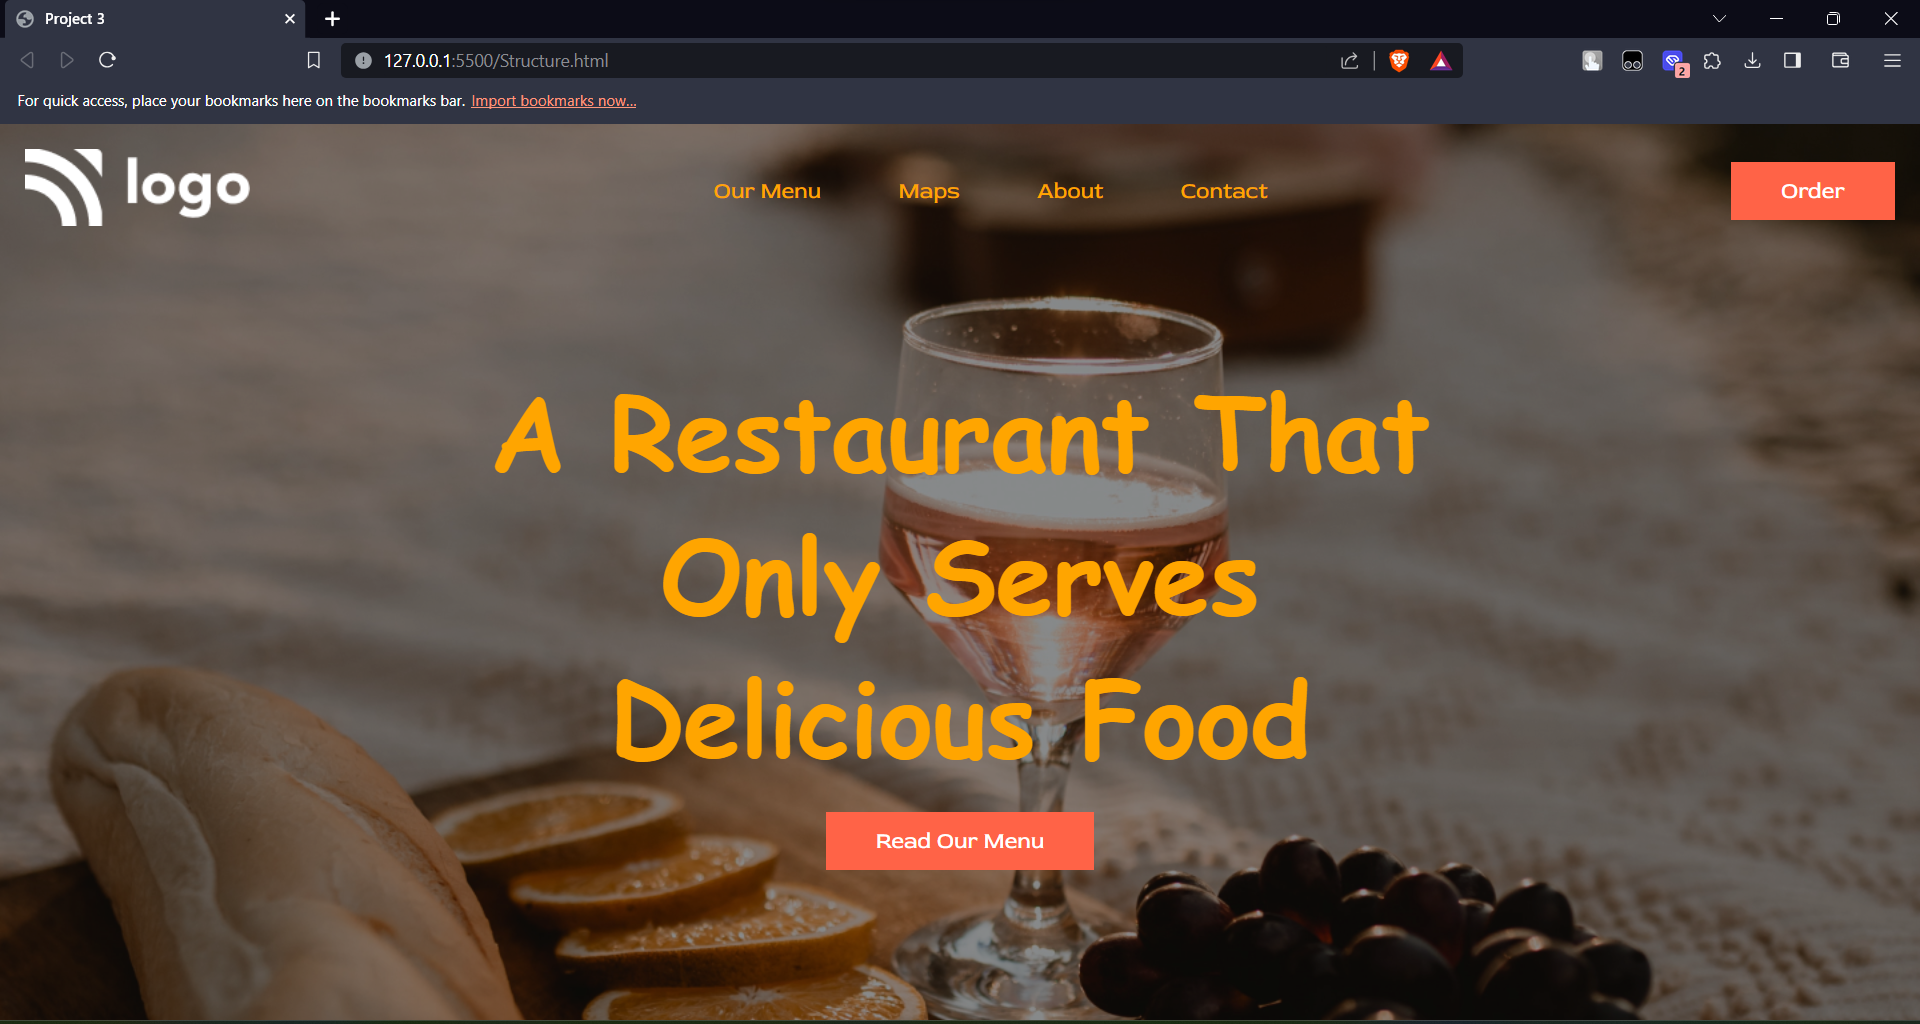 Project 3
127.0.0.1:5500/Structure.html
2
For quick access, place your bookmarks here on the bookmarks bar. Import bookmarks now...
logo
Our Menu Maps About Contact
Order
A Restaurant That
Only Serves
Delicious Food
Read Our Menu